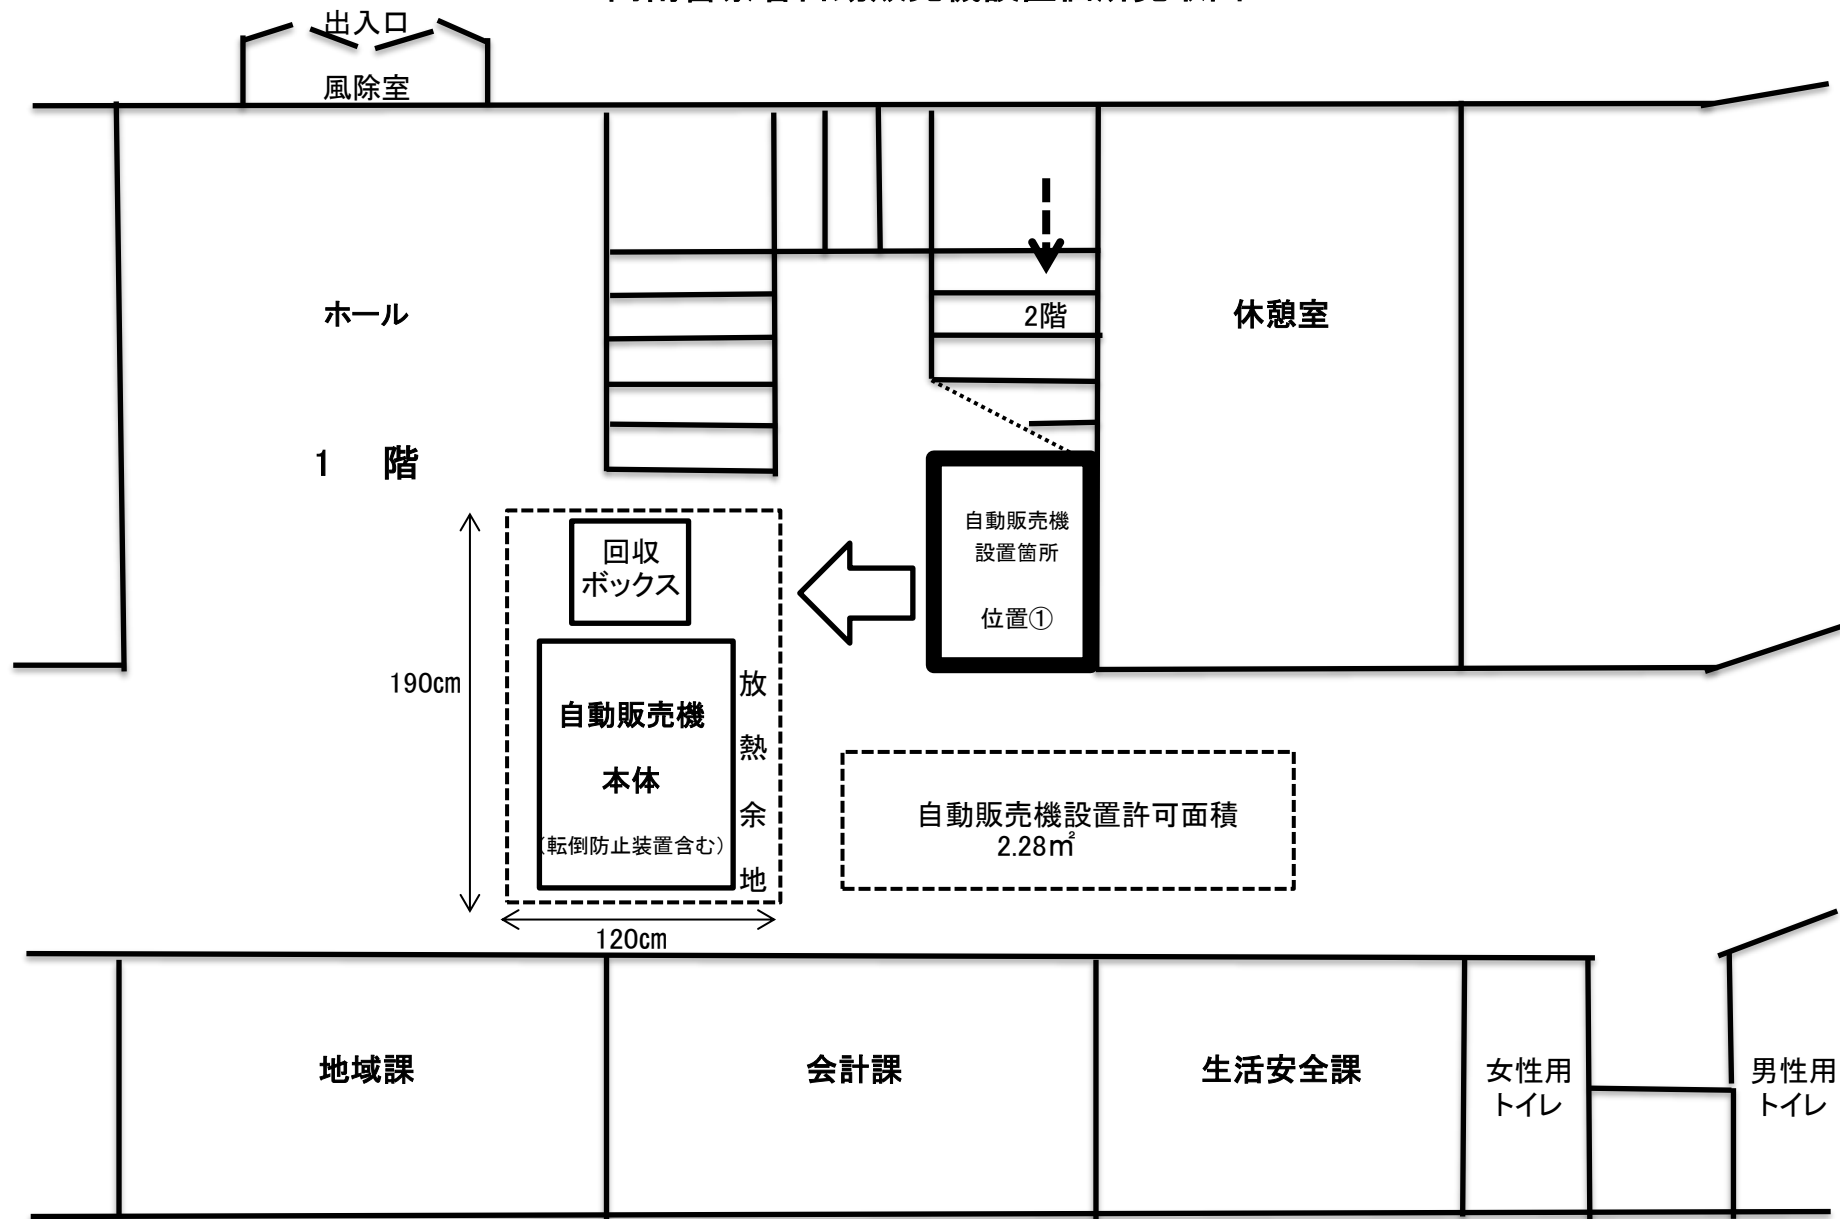 出入口
風除室
ホール
1 階
2階
休憩室
自動販売機
設置箇所
位置①
回収
ボックス
190cm
自動販売機
本体
(転倒防止装置含む)
放熱余地
120cm
自動販売機設置許可面積
2.28㎡
地域課
会計課
生活安全課
女性用
トイレ
男性用
トイレ